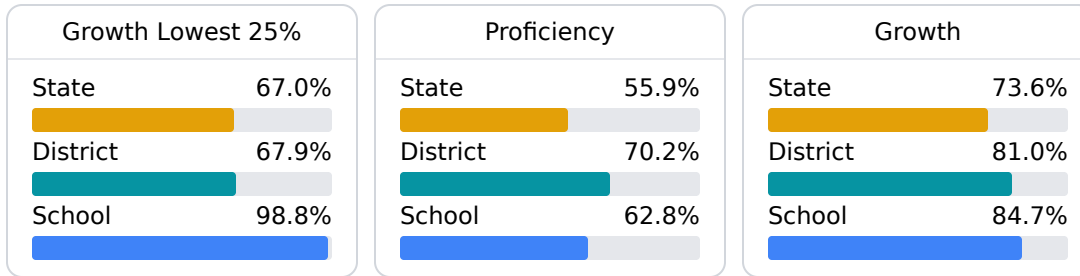 Growth Lowest 25%
State 67.0%
District 67.9%
School 98.8%
Proficiency
State 55.9%
District 70.2%
School 62.8%
Growth
State 73.6%
District 81.0%
School 84.7%